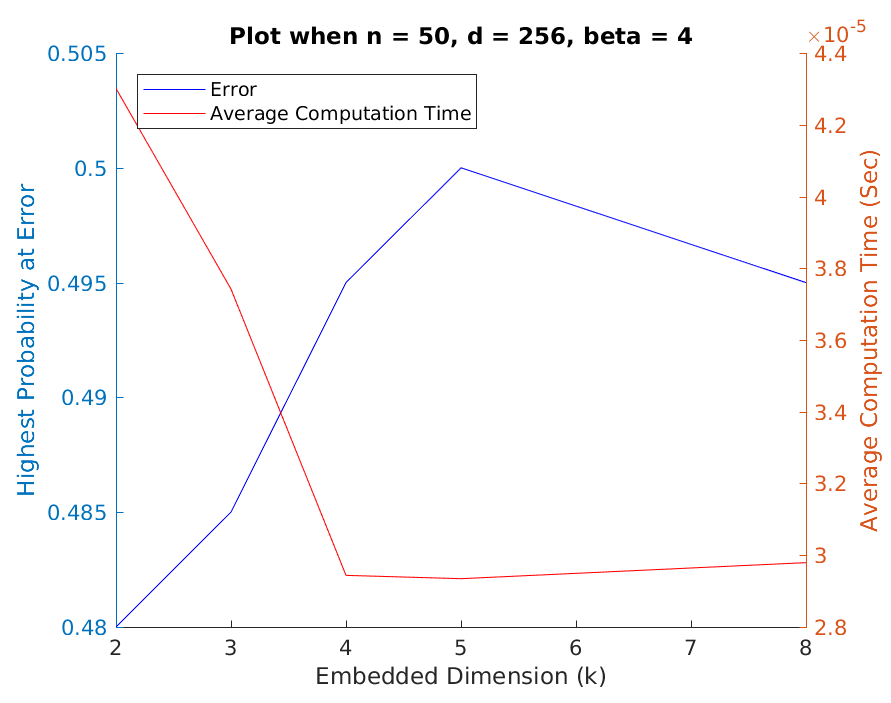 Plot when n = 50, d = 256, beta = 4
×10-5
Error
Average Computation Time
Highest Probability at Error
0.505
0.5
0.495
0.49
0.485
0.48
4.4
4.2
4
3.8
3.6
3.4
3.2
3
2.8
Average Computation Time (Sec)
2 3 4 5 6 7 8
Embedded Dimension (k)